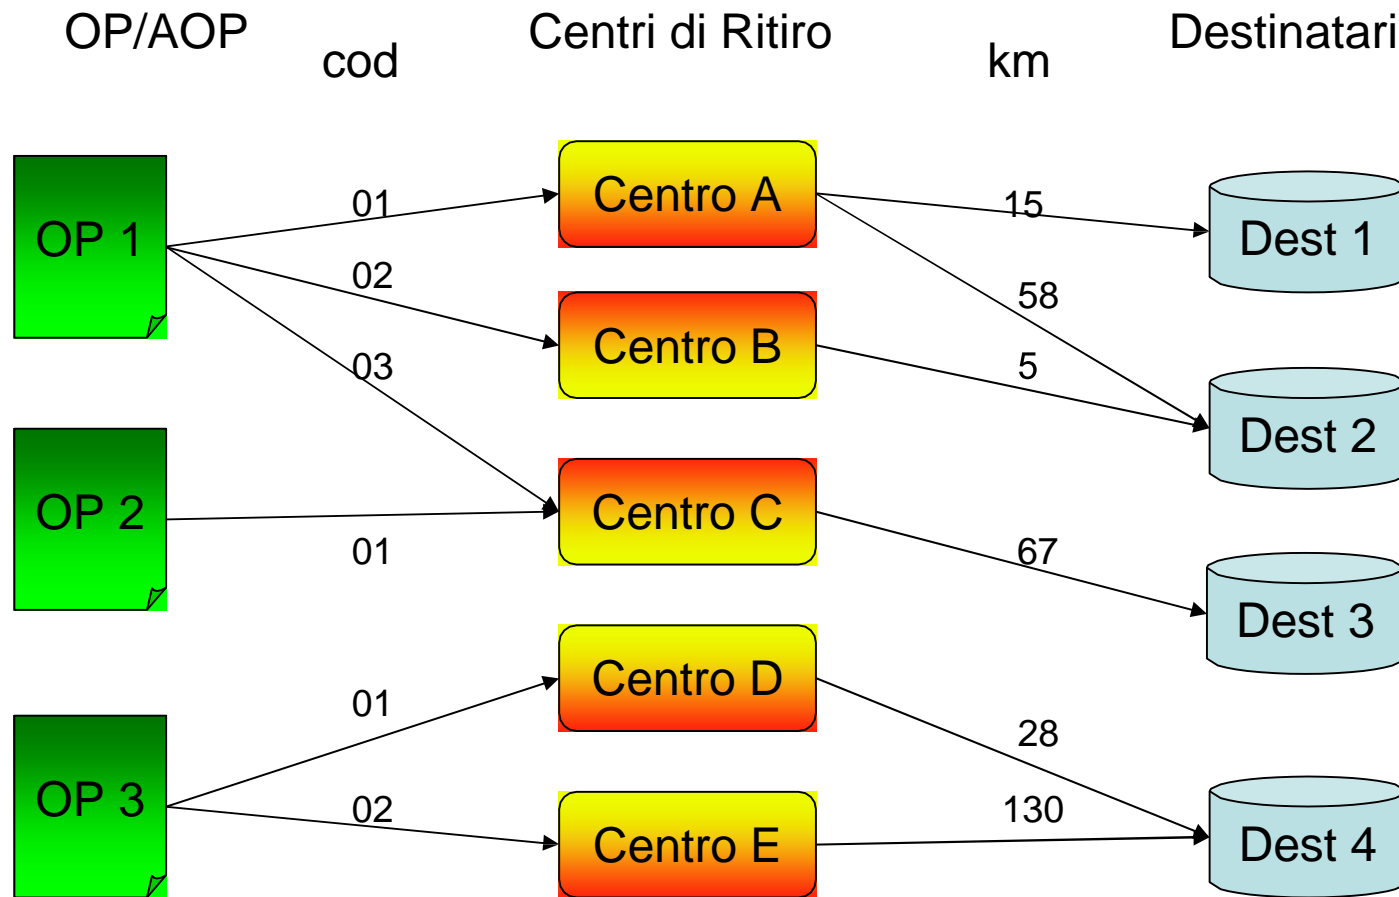 OP/AOP
cod
Centri di Ritiro
km
Destinatari
OP 1
01
Centro A
15
Dest 1
02
58
Centro B
03
5
Dest 2
OP 2
Centro C
01
67
Dest 3
Centro D
01
28
OP 3
02
130
Centro E
Dest 4